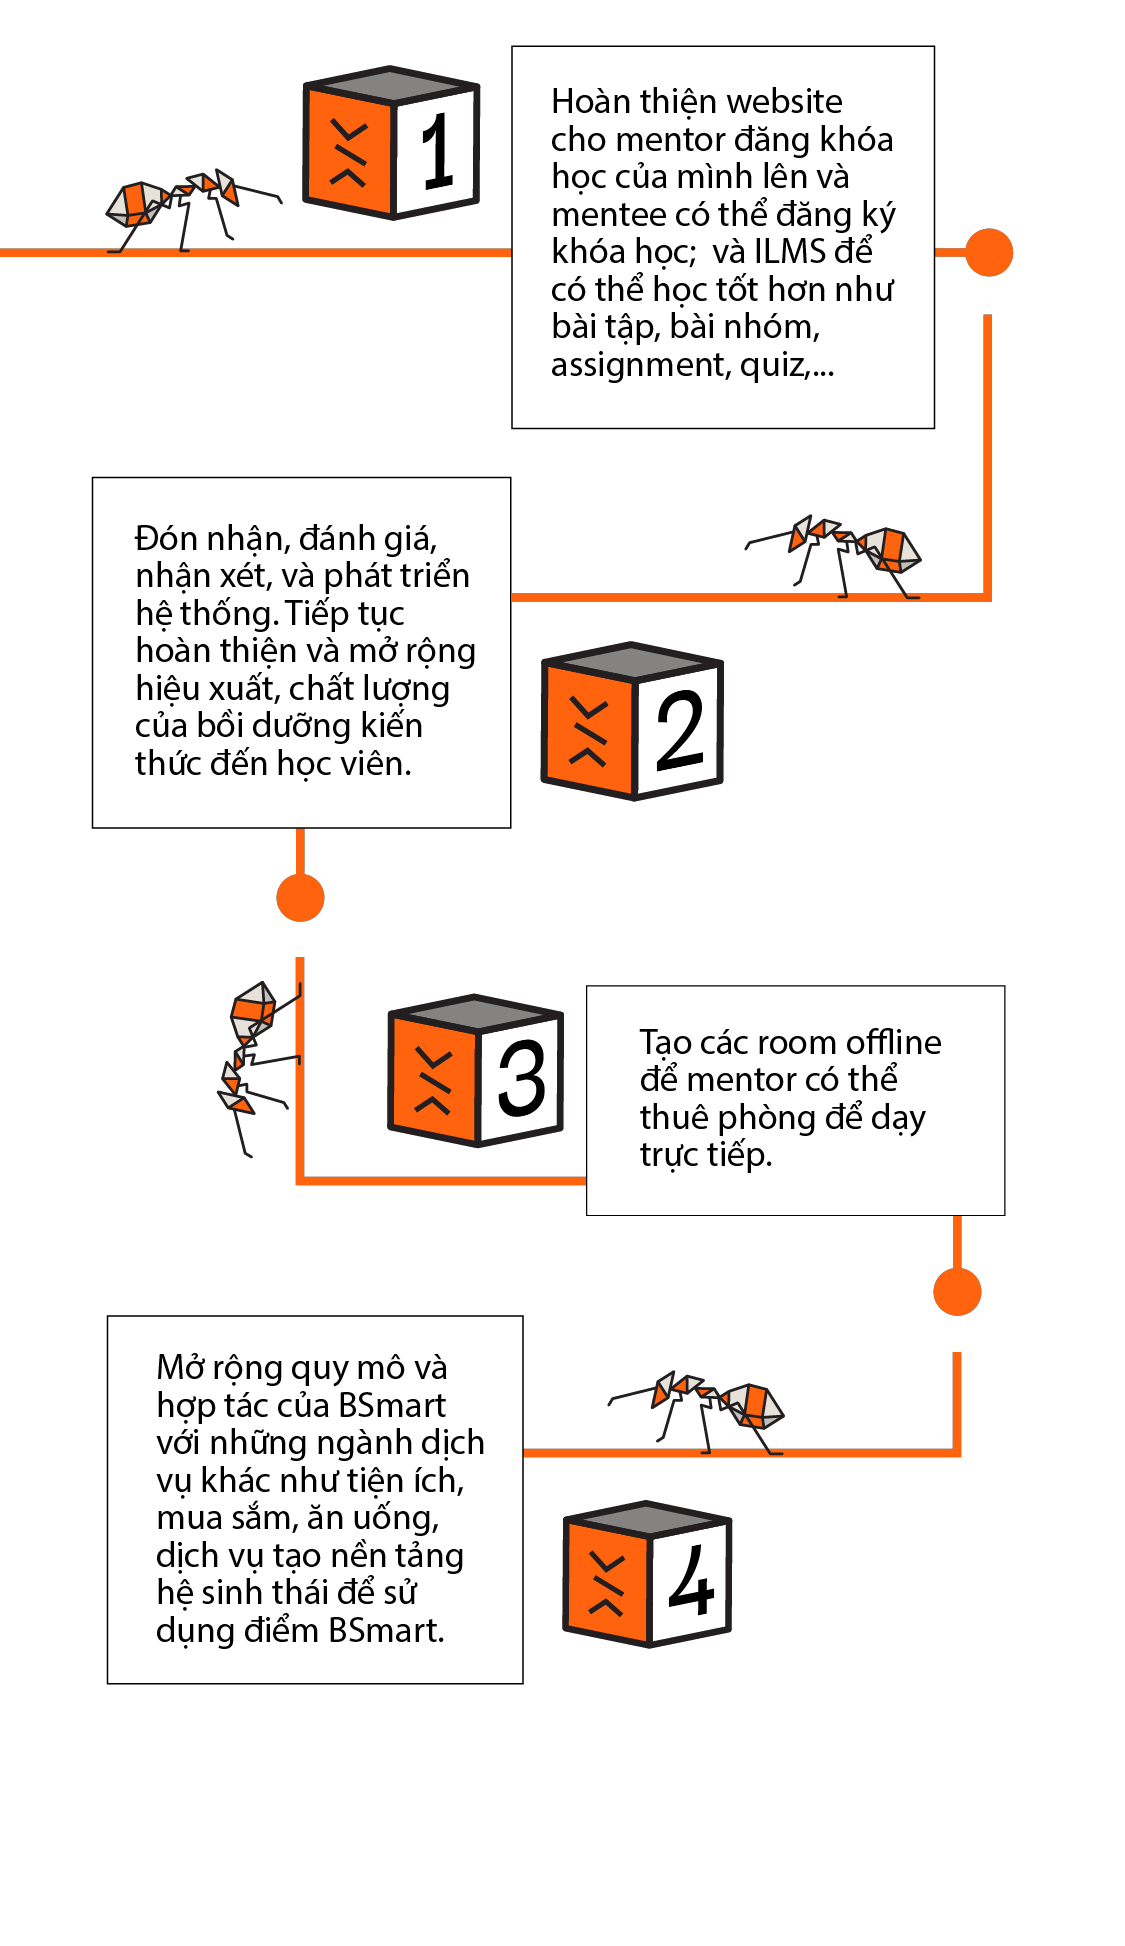 1
Hoàn thiện website
cho mentor đăng khóa
học của mình lên và
mentee có thể đăng ký
khóa học;  và ILMS để
có thể học tốt hơn như
bài tập, bài nhóm,
assignment, quiz,...
Đón nhận, đánh giá,
nhận xét, và phát triển
hệ thống. Tiếp tục
hoàn thiện và mở rộng
hiệu xuất, chất lượng
của bồi dưỡng kiến
thức đến học viên.
2
3
Tạo các room offline
để mentor có thể
thuê phòng để dạy
trực tiếp.
Mở rộng quy mô và
hợp tác của BSmart
với những ngành dịch
vụ khác như tiện ích,
mua sắm, ăn uống,
dịch vụ tạo nền tảng
hệ sinh thái để sử
dụng điểm BSmart.
4